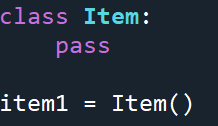 class Item:
    pass

item1 = Item()